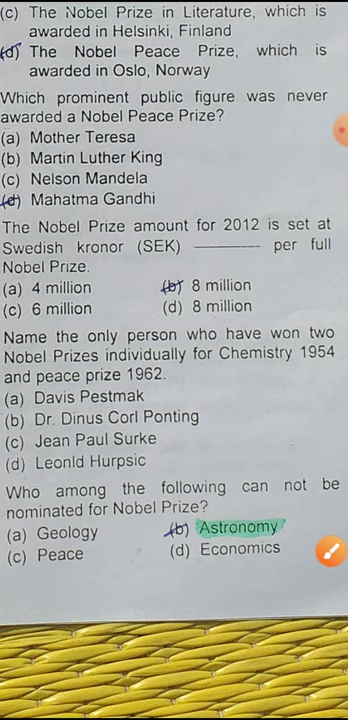 (c) The Nobel Prize in Literature, which is
awarded in Helsinki, Finland
(d) The Nobel Peace Prize, which is
awarded in Oslo, Norway
Which prominent public figure was never
awarded a Nobel Peace Prize?
(a) Mother Teresa
(b) Martin Luther King
(c) Nelson Mandela
(d) Mahatma Gandhi
The Nobel Prize amount for 2012 is set at
Swedish kronor (SEK) ———— per full
Nobel Prize.
(a) 4 million (b) 8 million
(c) 6 million (d) 8 million
Name the only person who have won two
Nobel Prizes individually for Chemistry 1954
and peace prize 1962.
(a) Davis Pestmak
(b) Dr. Dinus Corl Ponting
(c) Jean Paul Surke
(d) Leonld Hurpsic
Who among the following can not be
nominated for Nobel Prize?
(a) Geology (b) Astronomy
(c) Peace (d) Economics